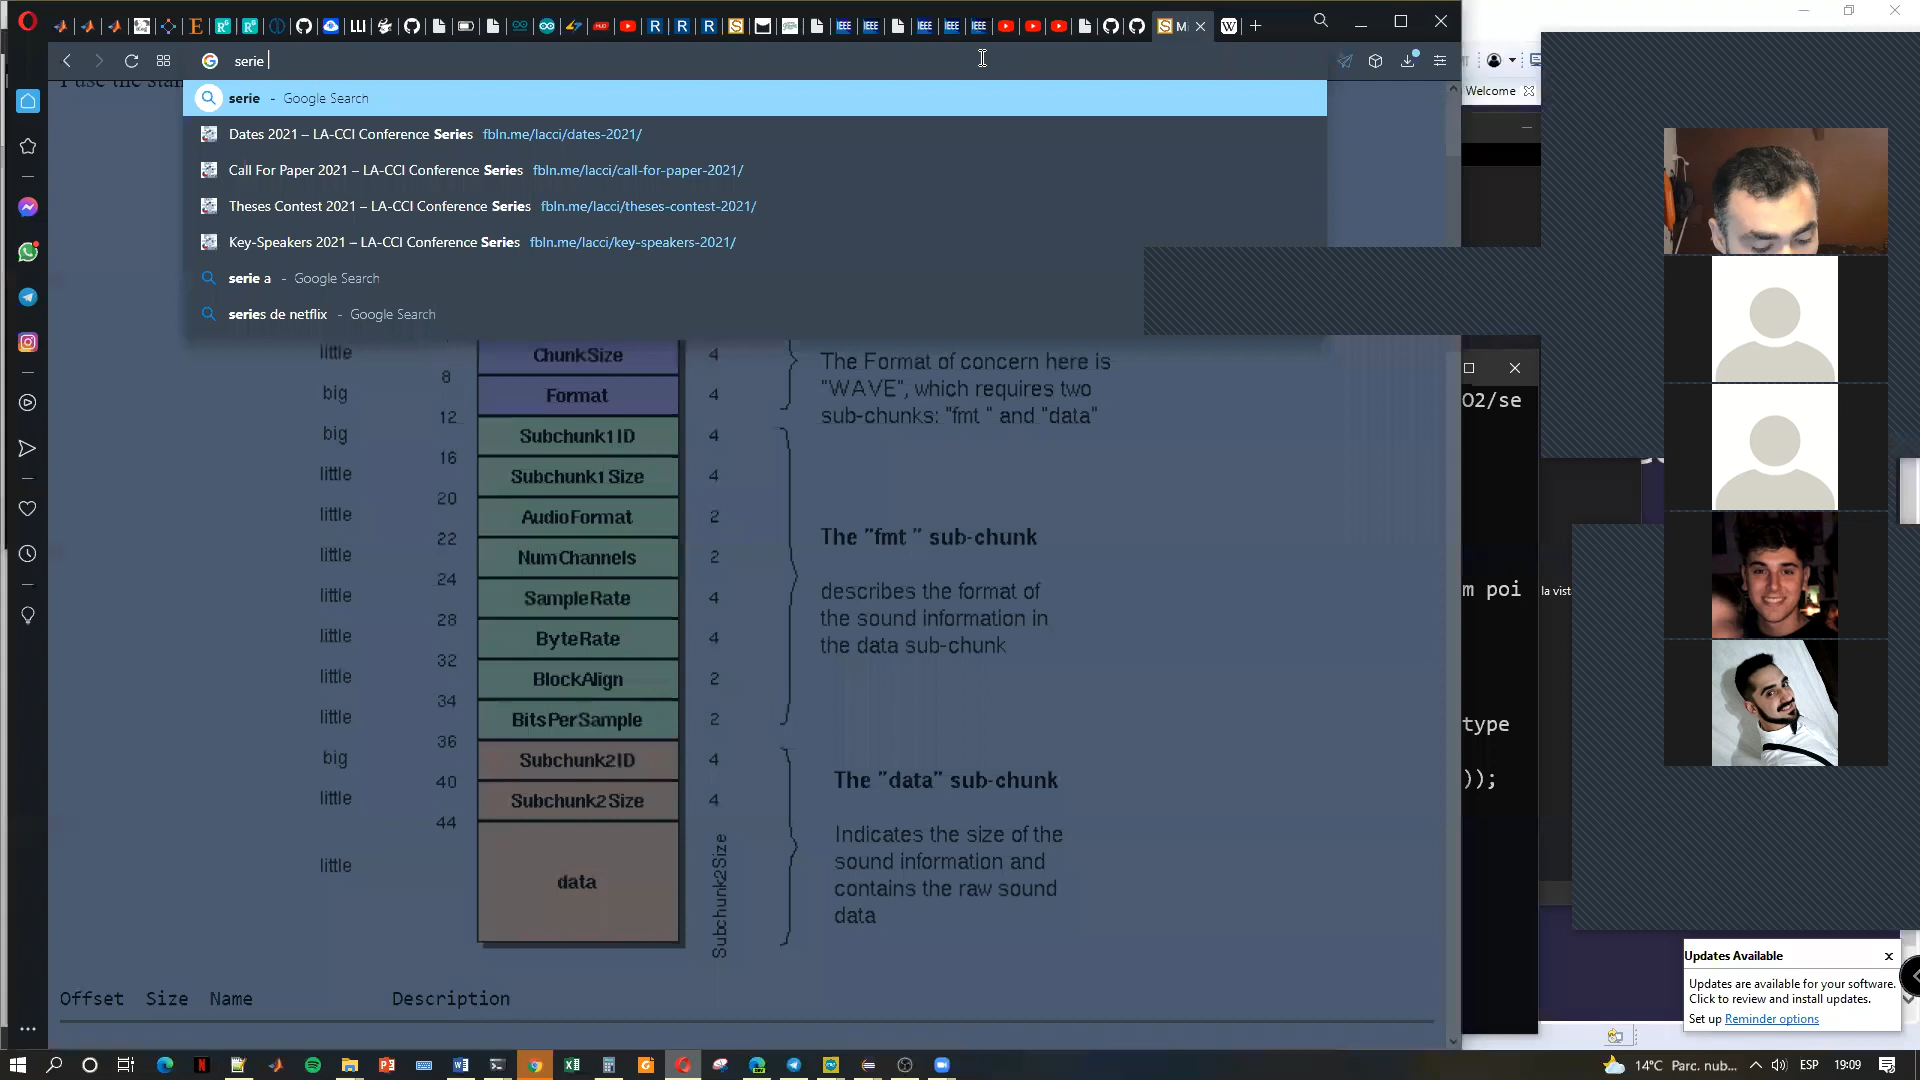 serie
Welcome
I use the stan
serie - Google Search
Dates 2021 – LA-CCI Conference Series fbln.me/lacci/dates-2021/
Call For Paper 2021 – LA-CCI Conference Series fbln.me/lacci/call-for-paper-2021/
Theses Contest 2021 – LA-CCI Conference Series fbln.me/lacci/theses-contest-2021/
Key-Speakers 2021 – LA-CCI Conference Series fbln.me/lacci/key-speakers-2021/
serie a - Google Search
series de netflix - Google Search
little ChunkSize 4
8
big Format 4
12
big Subchunk1ID 4
16
little Subchunk1Size 4
20
little AudioFormat 2
22
little NumChannels 2
24
little SampleRate 4
28
little ByteRate 4
32
little BlockAlign 2
34
little BitsPerSample 2
36
big Subchunk2ID 4
40
little Subchunk2Size 4
44
little data Subchunk2Size
The Format of concern here is
"WAVE", which requires two
sub-chunks: "fmt " and "data"
The "fmt " sub-chunk
describes the format of
the sound information in
the data sub-chunk
The "data" sub-chunk
Indicates the size of the
sound information and
contains the raw sound
data
Offset Size Name Description
O2/se
m poi
la vist
type
));
Updates Available
Updates are available for your software.
Click to review and install updates.
Set up Reminder options
14°C Parc. nub... ESP 19:09